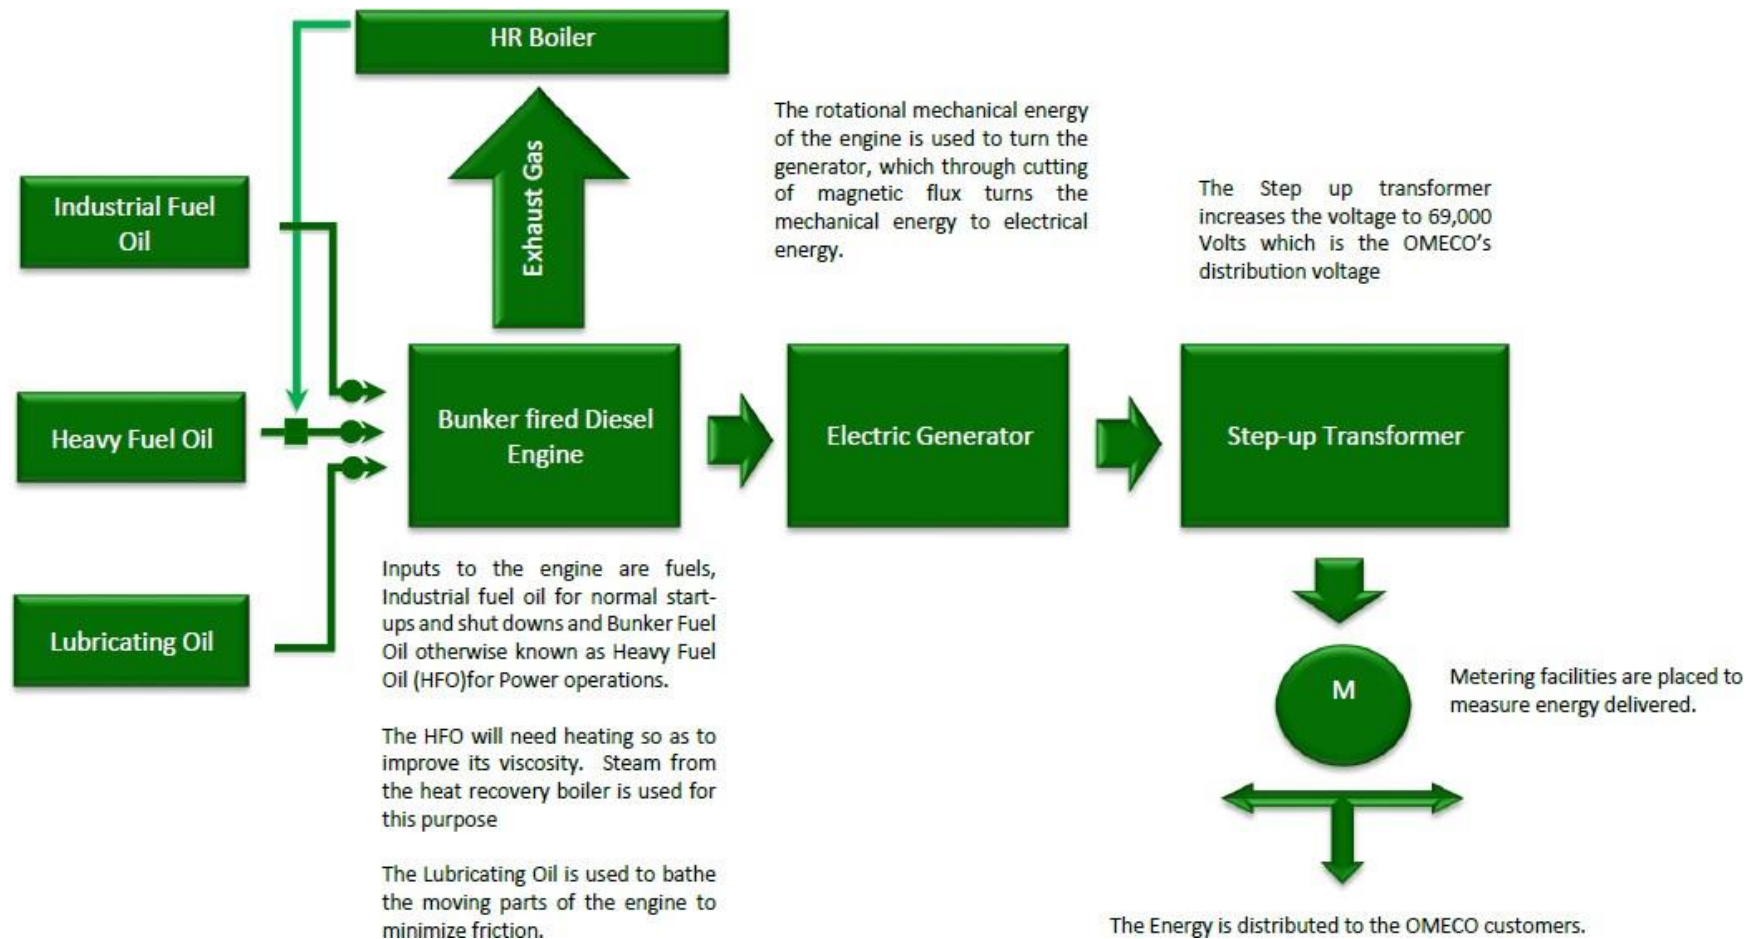 HR Boiler
Exhaust Gas
The rotational mechanical energy
of the engine is used to turn the
generator, which through cutting
of magnetic flux turns the
mechanical energy to electrical
energy.
The Step up transformer
increases the voltage to 69,000
Volts which is the OMECO's
distribution voltage
Industrial Fuel
Oil
Heavy Fuel Oil
Lubricating Oil
Bunker fired Diesel
Engine
Electric Generator
Step-up Transformer
Inputs to the engine are fuels,
Industrial fuel oil for normal start-
ups and shut downs and Bunker Fuel
Oil otherwise known as Heavy Fuel
Oil (HFO)for Power operations.
The HFO will need heating so as to
improve its viscosity. Steam from
the heat recovery boiler is used for
this purpose
The Lubricating Oil is used to bathe
the moving parts of the engine to
minimize friction.
M
Metering facilities are placed to
measure energy delivered.
The Energy is distributed to the OMECO customers.